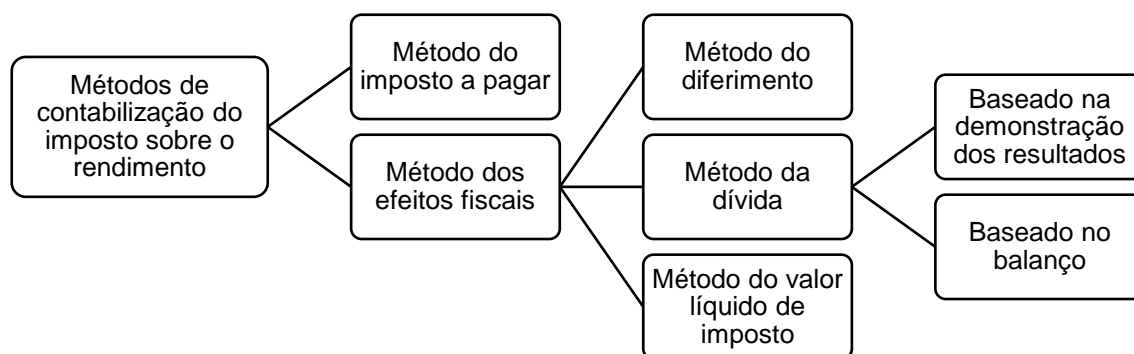 Métodos de
contabilização do
imposto sobre o
rendimento
Método do
imposto a pagar
Método dos
efeitos fiscais
Método do
diferimento
Método da
dívida
Método do valor
líquido de
imposto
Baseado na
demonstração
dos resultados
Baseado no
balanço